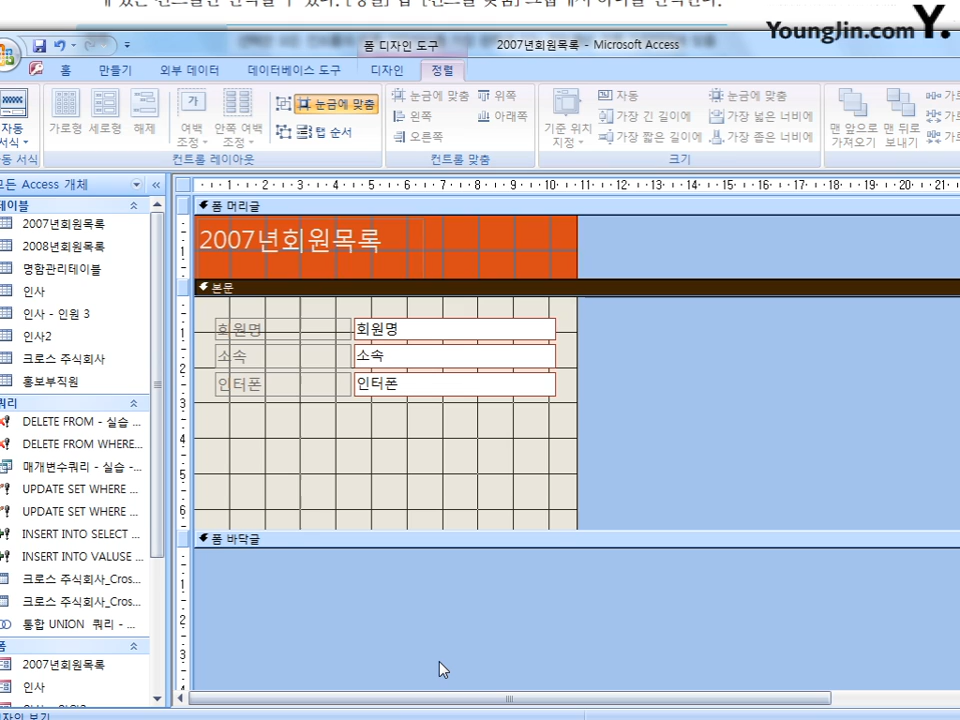 YoungJin.com Y.
폼 디자인 도구 2007년회원목록 - Microsoft Access
홈 만들기 외부 데이터 데이터베이스 도구 디자인 정렬
자동 서식
가로형 세로형 해제
여백 조정 안쪽 여백 조정
눈금에 맞춤
탭 순서
컨트롤 레이아웃
눈금에 맞춤 위쪽
왼쪽 아래쪽
오른쪽
컨트롤 맞춤
기준 위치 지정
자동 눈금에 맞춤
가장 긴 길이에 가장 넓은 너비에
가장 짧은 길이에 가장 좁은 너비에
크기
맨 앞으로 가져오기 맨 뒤로 보내기
모든 Access 개체
테이블
2007년회원목록
2008년회원목록
명함관리테이블
인사
인사 - 인원 3
인사2
크로스 주식회사
홍보부직원
쿼리
DELETE FROM - 실습 ...
DELETE FROM WHERE...
매개변수쿼리 - 실습 -...
UPDATE SET WHERE ...
UPDATE SET WHERE ...
INSERT INTO SELECT ...
INSERT INTO VALUSE ...
크로스 주식회사_Cros...
크로스 주식회사_Cros...
통합 UNION 쿼리 - ...
폼
2007년회원목록
인사
폼 머리글
2007년회원목록
본문
회원명 회원명
소속 소속
인터폰 인터폰
폼 바닥글
디자인 보기